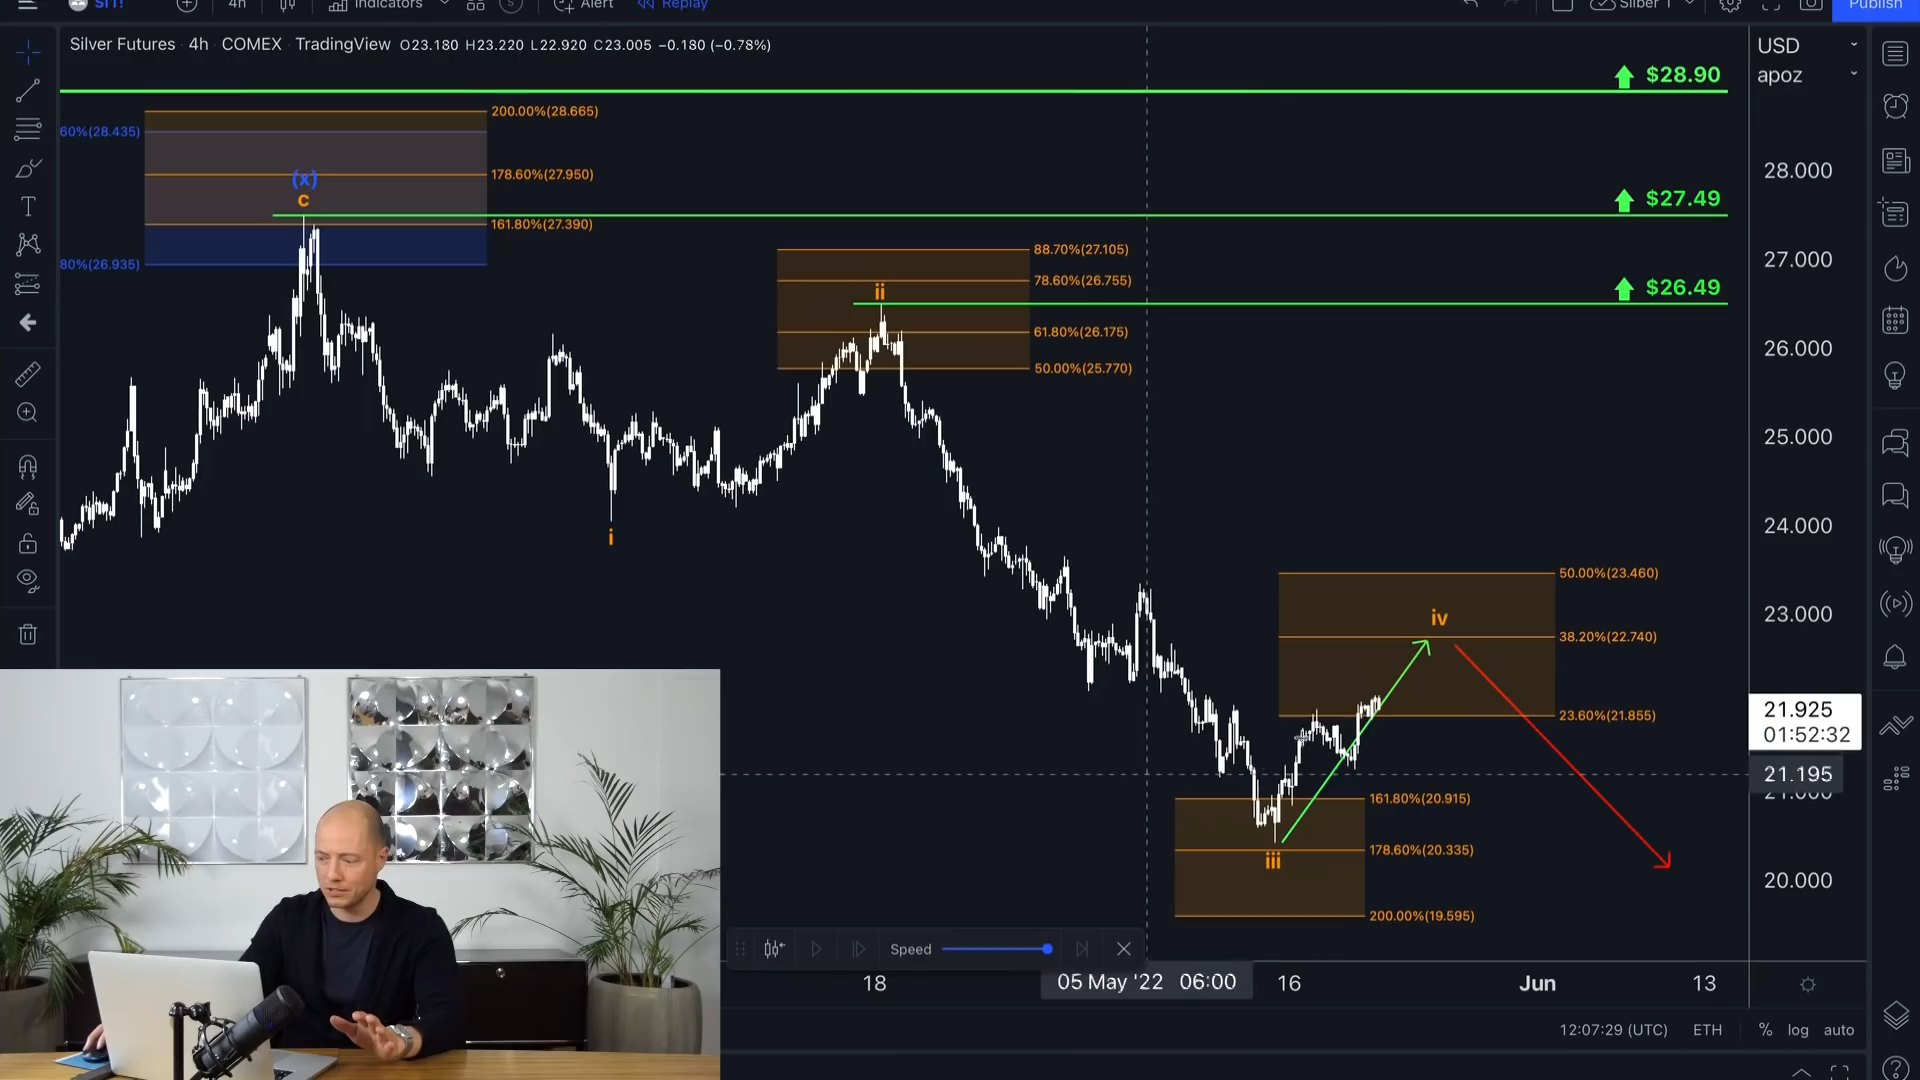 SIT!
4h
Indicators
Alert
Replay
Silber 1
Publish
Silver Futures 4h COMEX TradingView O23.180 H23.220 L22.920 C23.005 −0.180 (−0.78%)
USD
apoz
$28.90
200.00%(28.665)
60%(28.435)
178.60%(27.950)
(x)
c
$27.49
161.80%(27.390)
80%(26.935)
88.70%(27.105)
78.60%(26.755)
ii
$26.49
61.80%(26.175)
50.00%(25.770)
i
50.00%(23.460)
iv
38.20%(22.740)
23.60%(21.855)
161.80%(20.915)
178.60%(20.335)
iii
200.00%(19.595)
28.000
27.000
26.000
25.000
24.000
23.000
21.925
01:52:32
21.195
21.000
20.000
Speed
18
05 May '22 06:00
16
Jun
13
12:07:29 (UTC) ETH % log auto